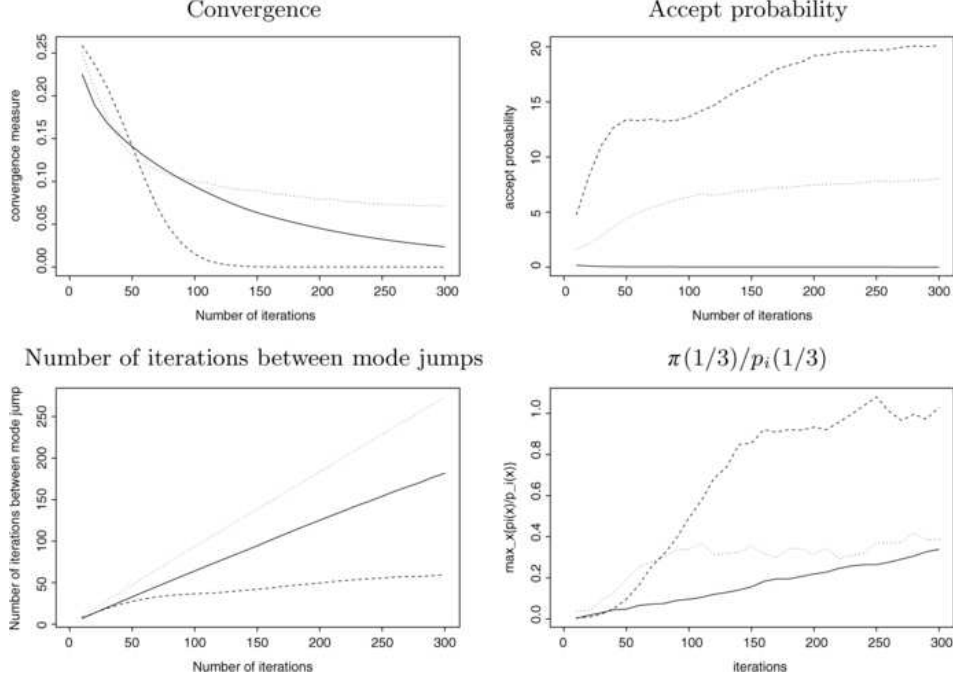 Convergence
convergence measure
0.00 0.05 0.10 0.15 0.20 0.25
0 50 100 150 200 250 300
Number of iterations
Accept probability
accept probability
0 5 10 15 20
0 50 100 150 200 250 300
Number of iterations
Number of iterations between mode jumps
Number of iterations between mode jump
0 50 100 150 200 250
0 50 100 150 200 250 300
Number of iterations
π(1/3)/p_i(1/3)
max_x{pi(x)/p_i(x)}
0.0 0.2 0.4 0.6 0.8 1.0
0 50 100 150 200 250 300
iterations